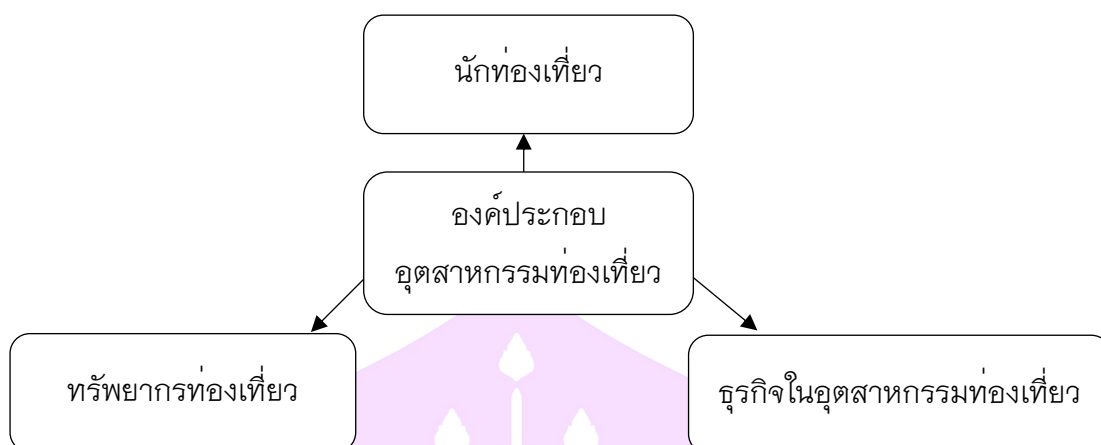 นักท่องเที่ยว
องค์ประกอบ
อุตสาหกรรมท่องเที่ยว
ทรัพยากรท่องเที่ยว
ธุรกิจในอุตสาหกรรมท่องเที่ยว